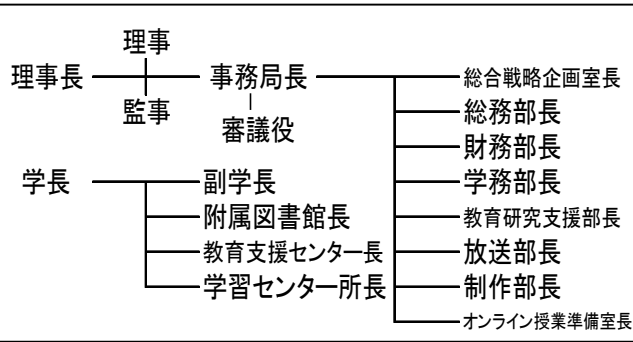 理事
理事長
事務局長
監事
審議役
総合戦略企画室長
総務部長
財務部長
学務部長
教育研究支援部長
放送部長
制作部長
オンライン授業準備室長
学長
副学長
附属図書館長
教育支援センター長
学習センター所長